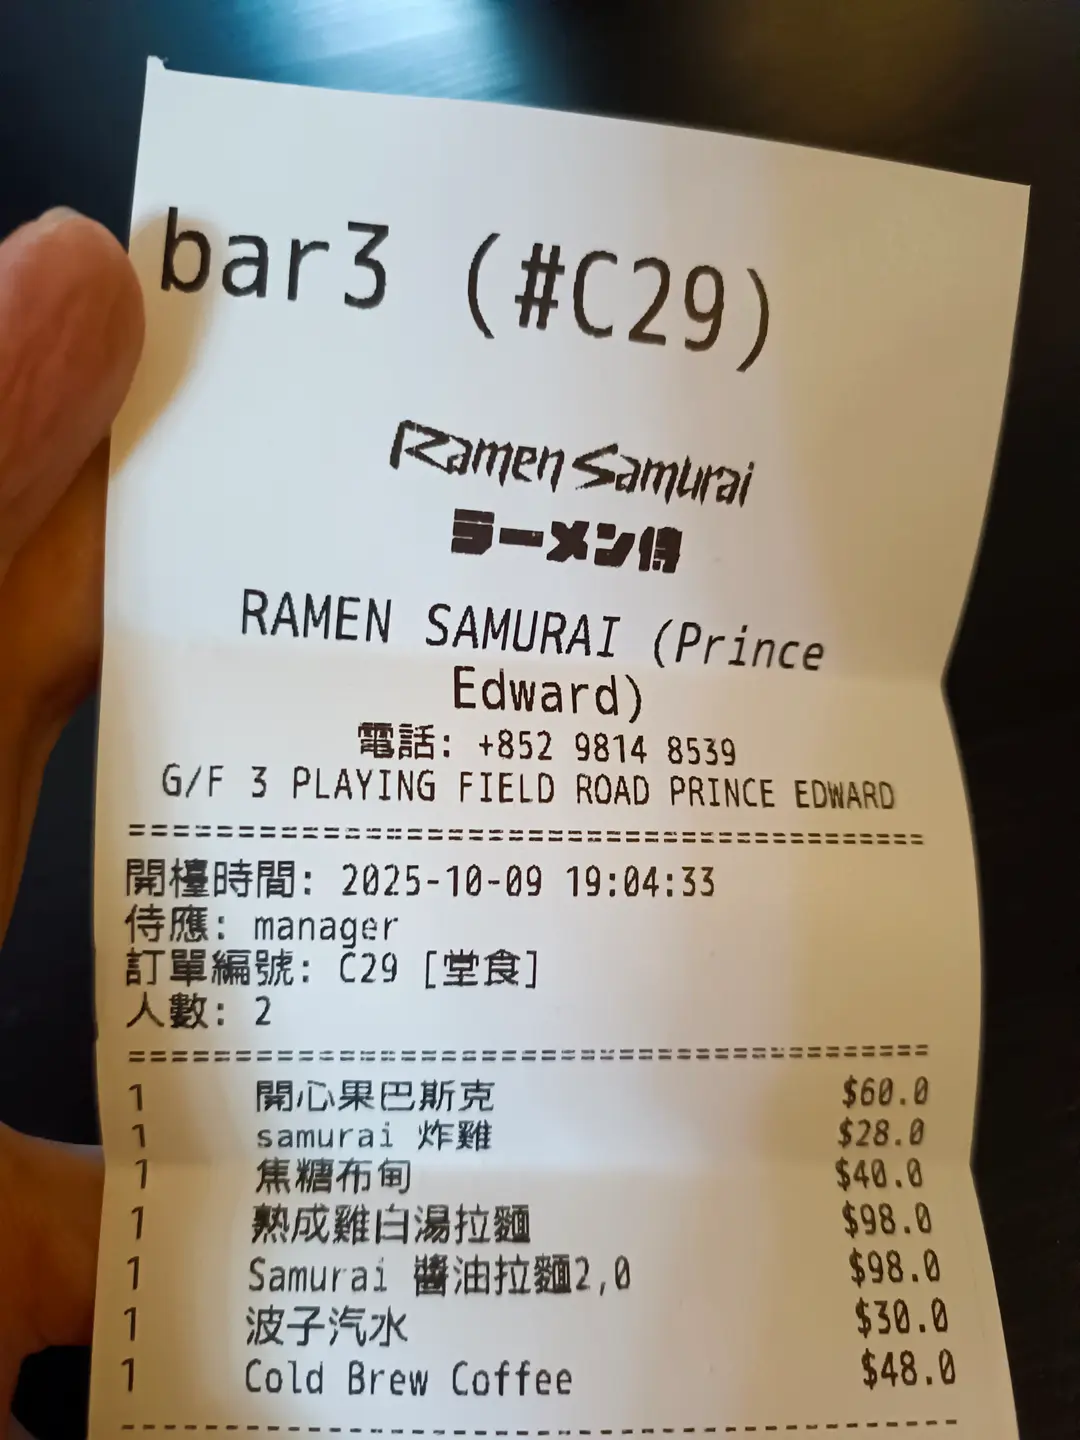 bar3 (#C29)
Ramen Samurai
ラーメン侍
RAMEN SAMURAI (Prince
Edward)
電話: +852 9814 8539
G/F 3 PLAYING FIELD ROAD PRINCE EDWARD
======================================
開檯時間: 2025-10-09 19:04:33
侍應: manager
訂單編號: C29 [堂食]
人數: 2
======================================
1 開心果巴斯克 $60.0
1 samurai 炸雞 $28.0
1 焦糖布甸 $40.0
1 熟成雞白湯拉麵 $98.0
1 Samurai 醬油拉麵2,0 $98.0
1 波子汽水 $30.0
1 Cold Brew Coffee $48.0
--------------------------------------